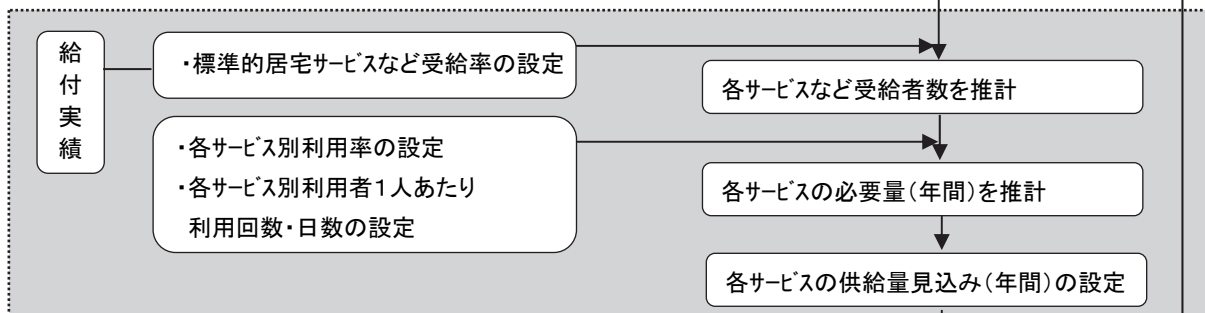 給
付
実
績
・標準的居宅サービスなど受給率の設定
各サービスなど受給者数を推計
・各サービス別利用率の設定
・各サービス別利用者１人あたり
利用回数・日数の設定
各サービスの必要量(年間)を推計
各サービスの供給量見込み(年間)の設定